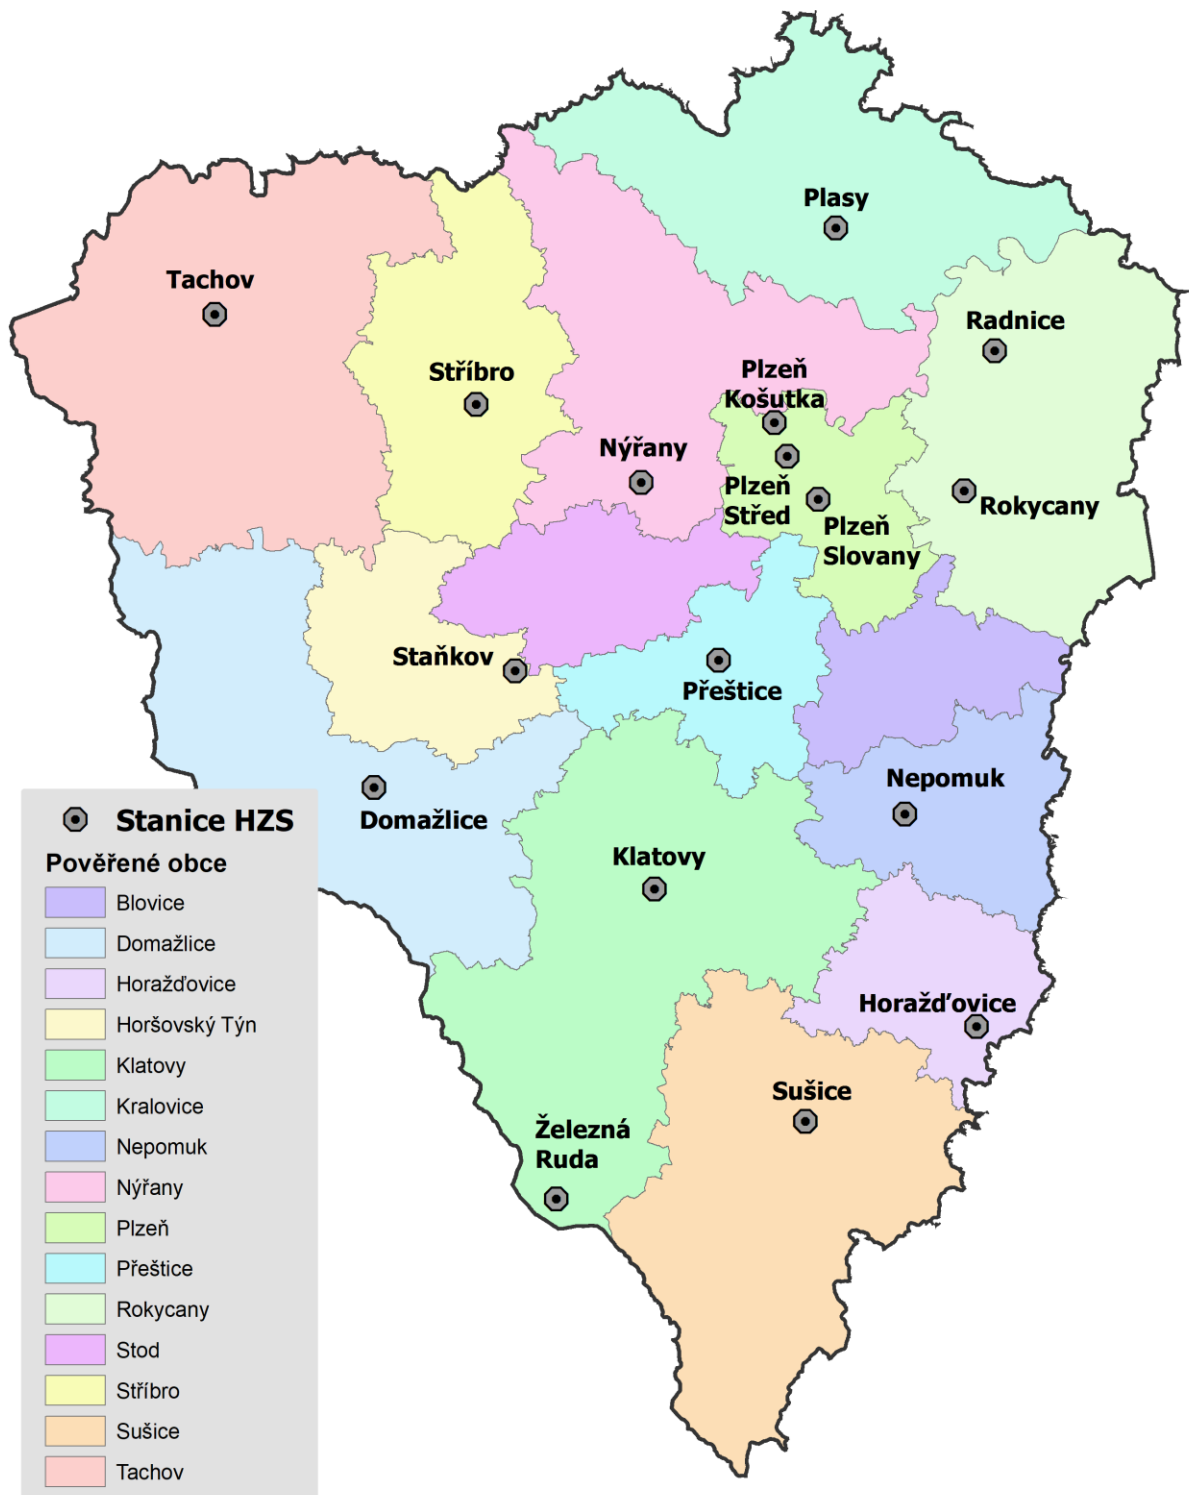 Plasy
Tachov
Radnice
Stříbro
Plzeň
Košutka
Nýřany
Plzeň
Střed
Rokycany
Plzeň
Slovany
Staňkov
Přeštice
Nepomuk
Domažlice
Klatovy
Horažďovice
Sušice
Železná
Ruda
Stanice HZS
Pověřené obce
Blovice
Domažlice
Horažďovice
Horšovský Týn
Klatovy
Kralovice
Nepomuk
Nýřany
Plzeň
Přeštice
Rokycany
Stod
Stříbro
Sušice
Tachov